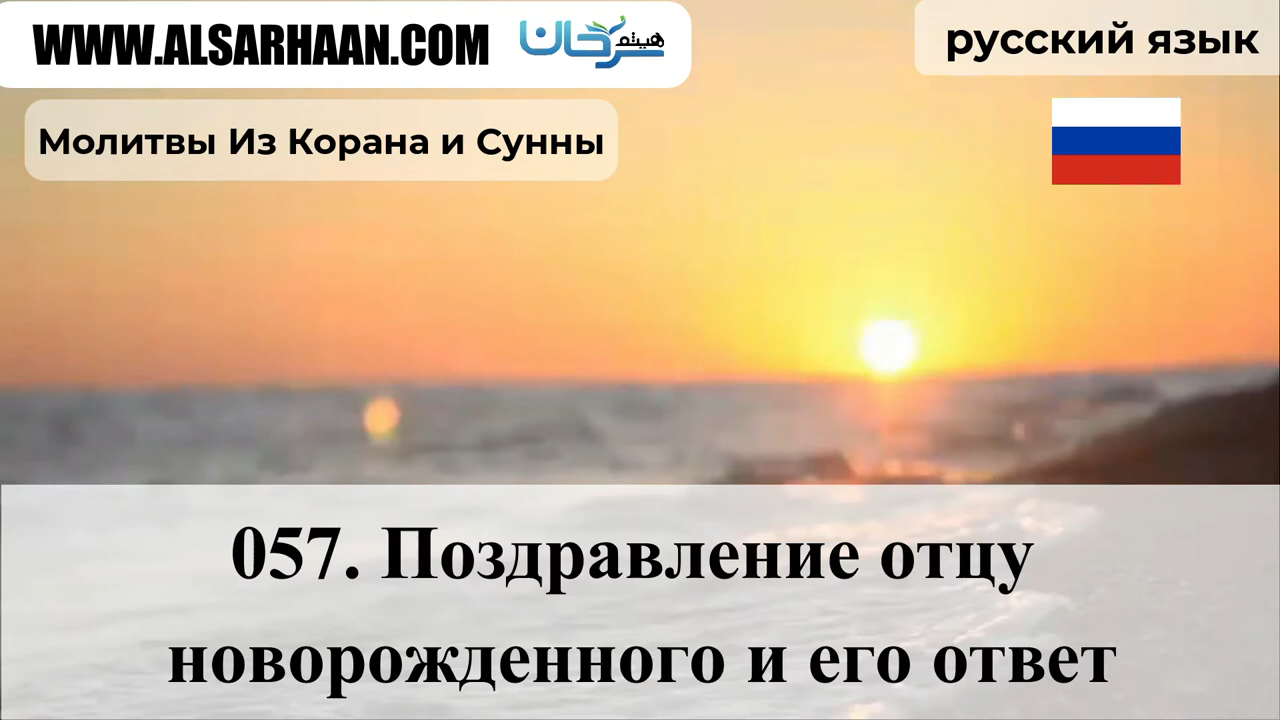 WWW.ALSARHAAN.COM
هيثم سرحان
русский язык
Молитвы Из Корана и Сунны
057. Поздравление отцу
новорожденного и его ответ